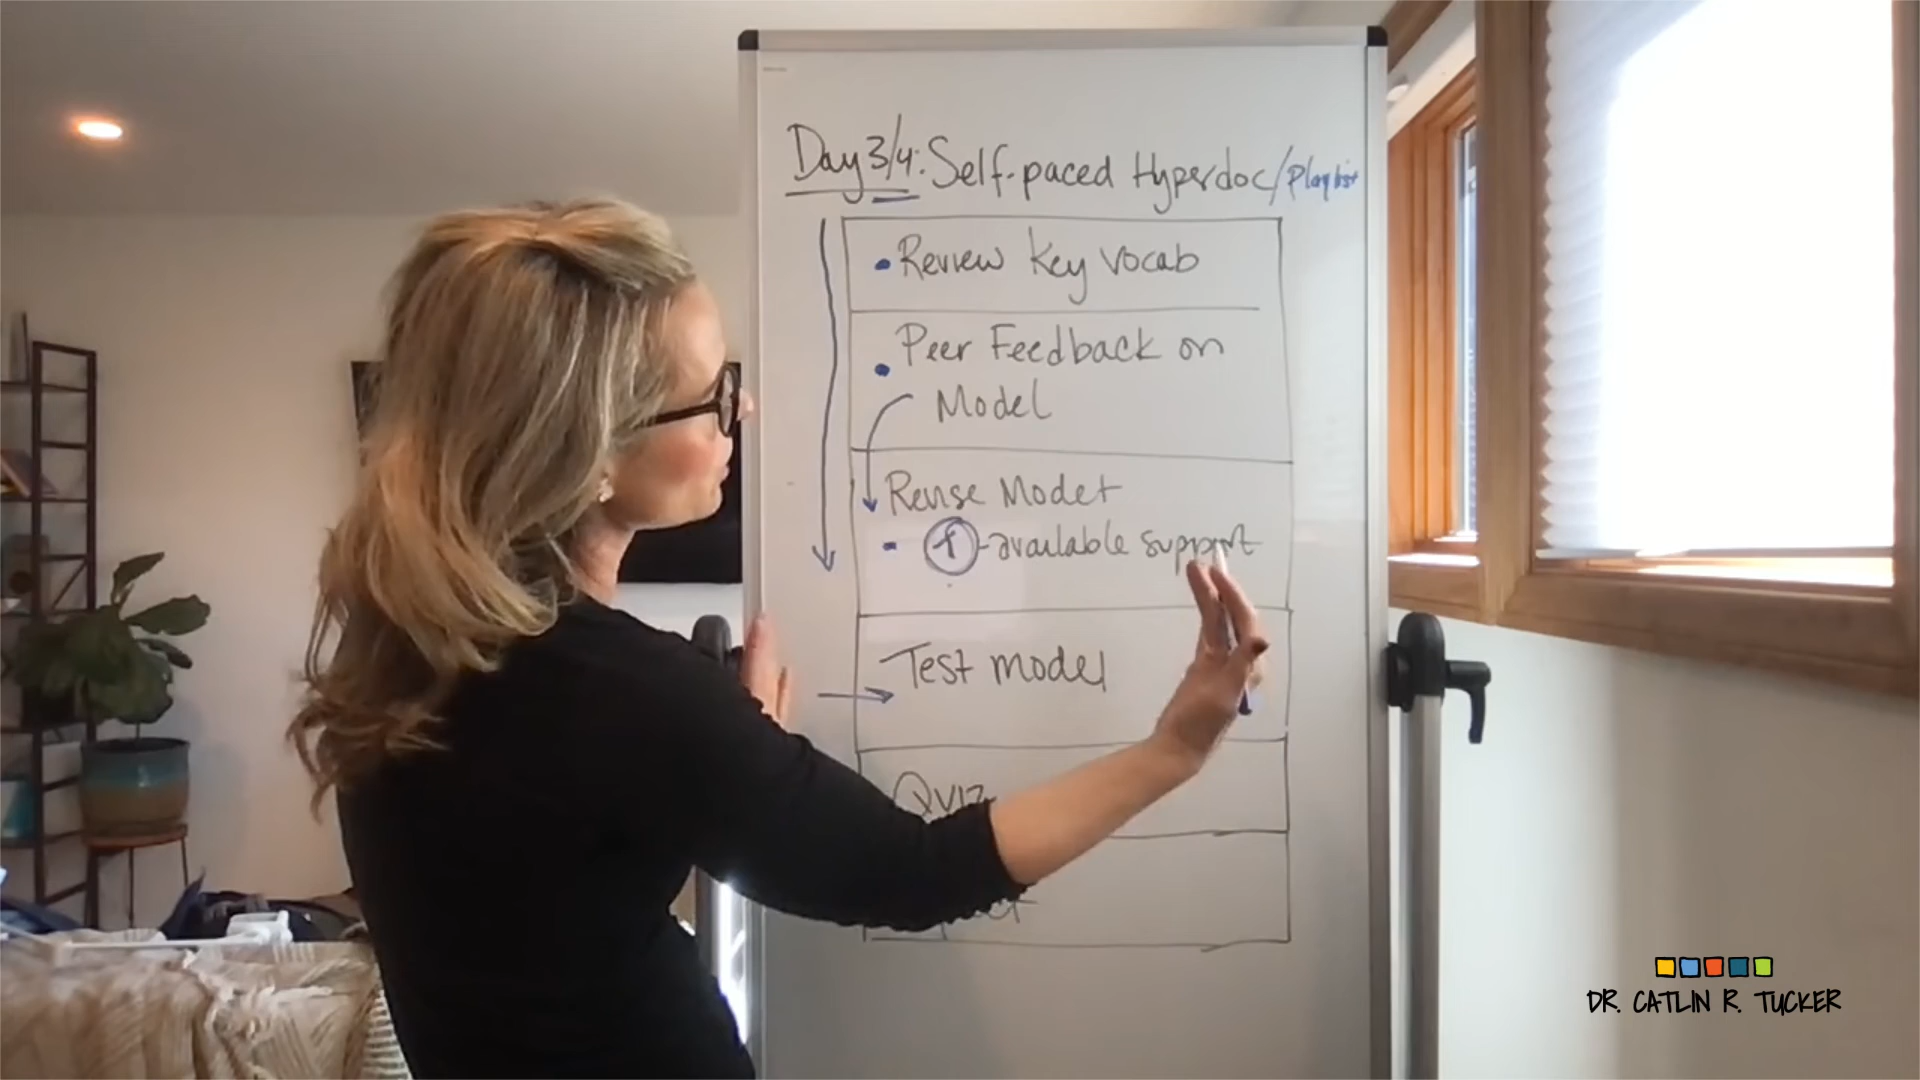 Day 3/4: Self-paced Hyperdoc/Playlist
Review Key Vocab
Peer Feedback on
Model
Revise Model
T - available support
Test model
Quiz
DR. CATLIN R. TUCKER